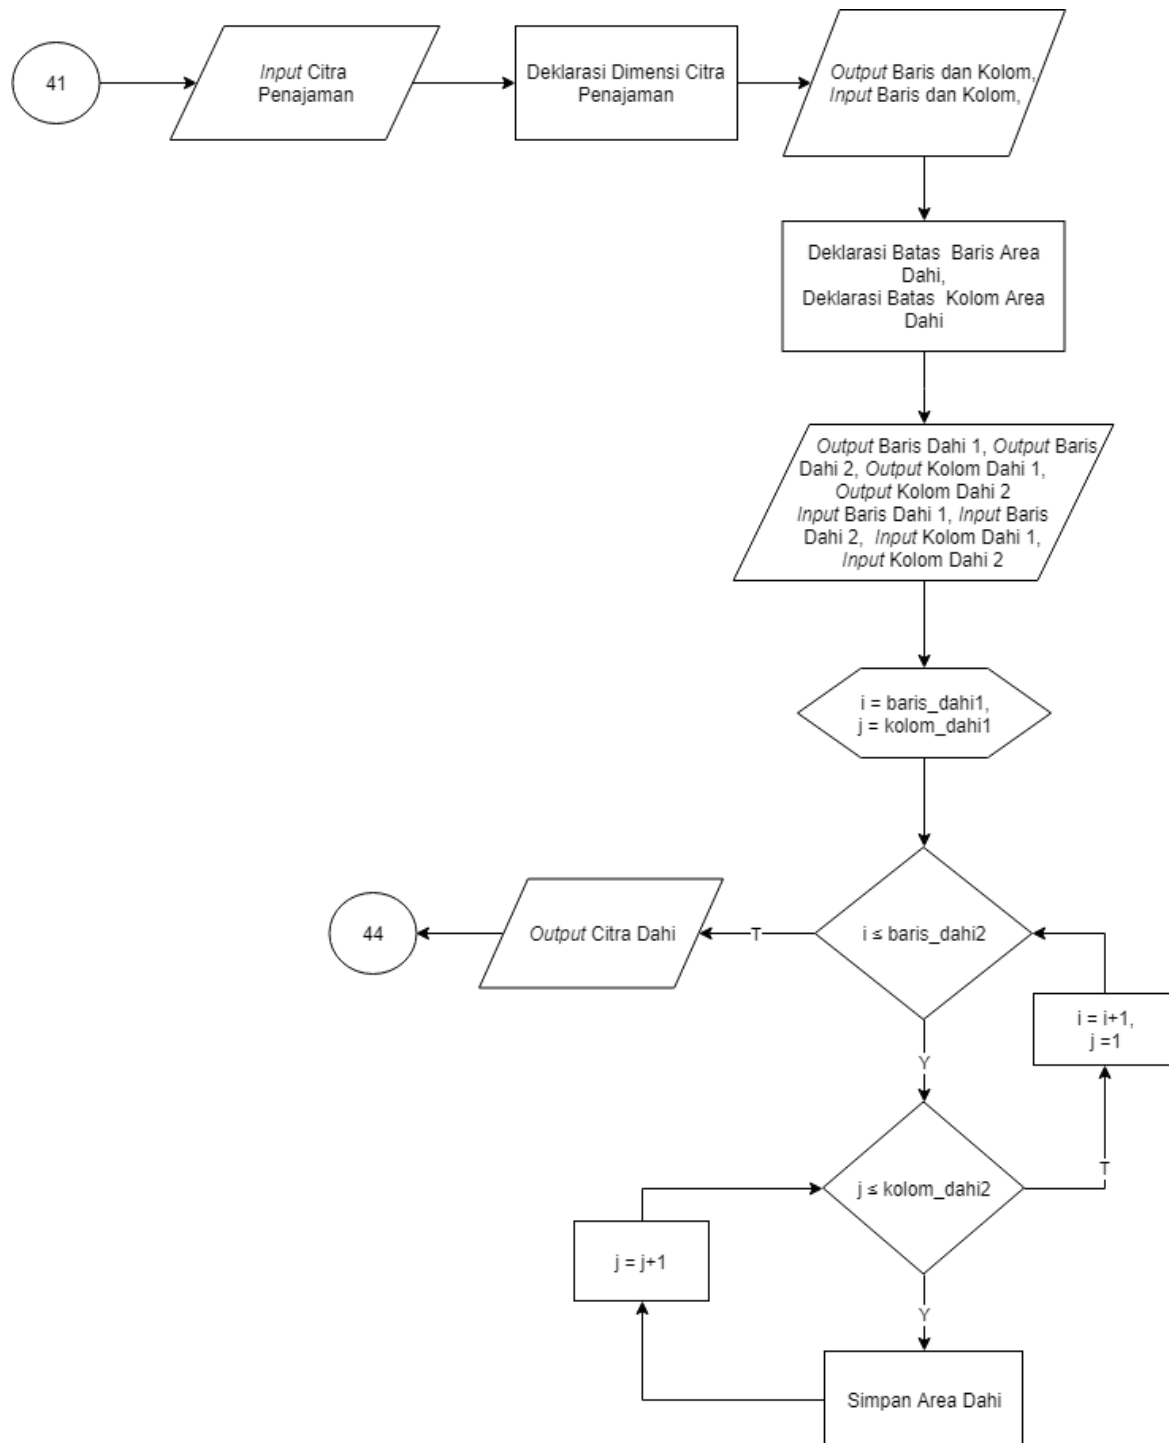 41
Input Citra
Penajaman
Deklarasi Dimensi Citra
Penajaman
Output Baris dan Kolom,
Input Baris dan Kolom,
Deklarasi Batas  Baris Area
Dahi,
Deklarasi Batas  Kolom Area
Dahi
Output Baris Dahi 1, Output Baris
Dahi 2, Output Kolom Dahi 1,
Output Kolom Dahi 2
Input Baris Dahi 1, Input Baris
Dahi 2,  Input Kolom Dahi 1,
Input Kolom Dahi 2
i = baris_dahi1,
j = kolom_dahi1
44
Output Citra Dahi
T
i ≤ baris_dahi2
i = i+1,
j =1
Y
T
j ≤ kolom_dahi2
j = j+1
Y
Simpan Area Dahi